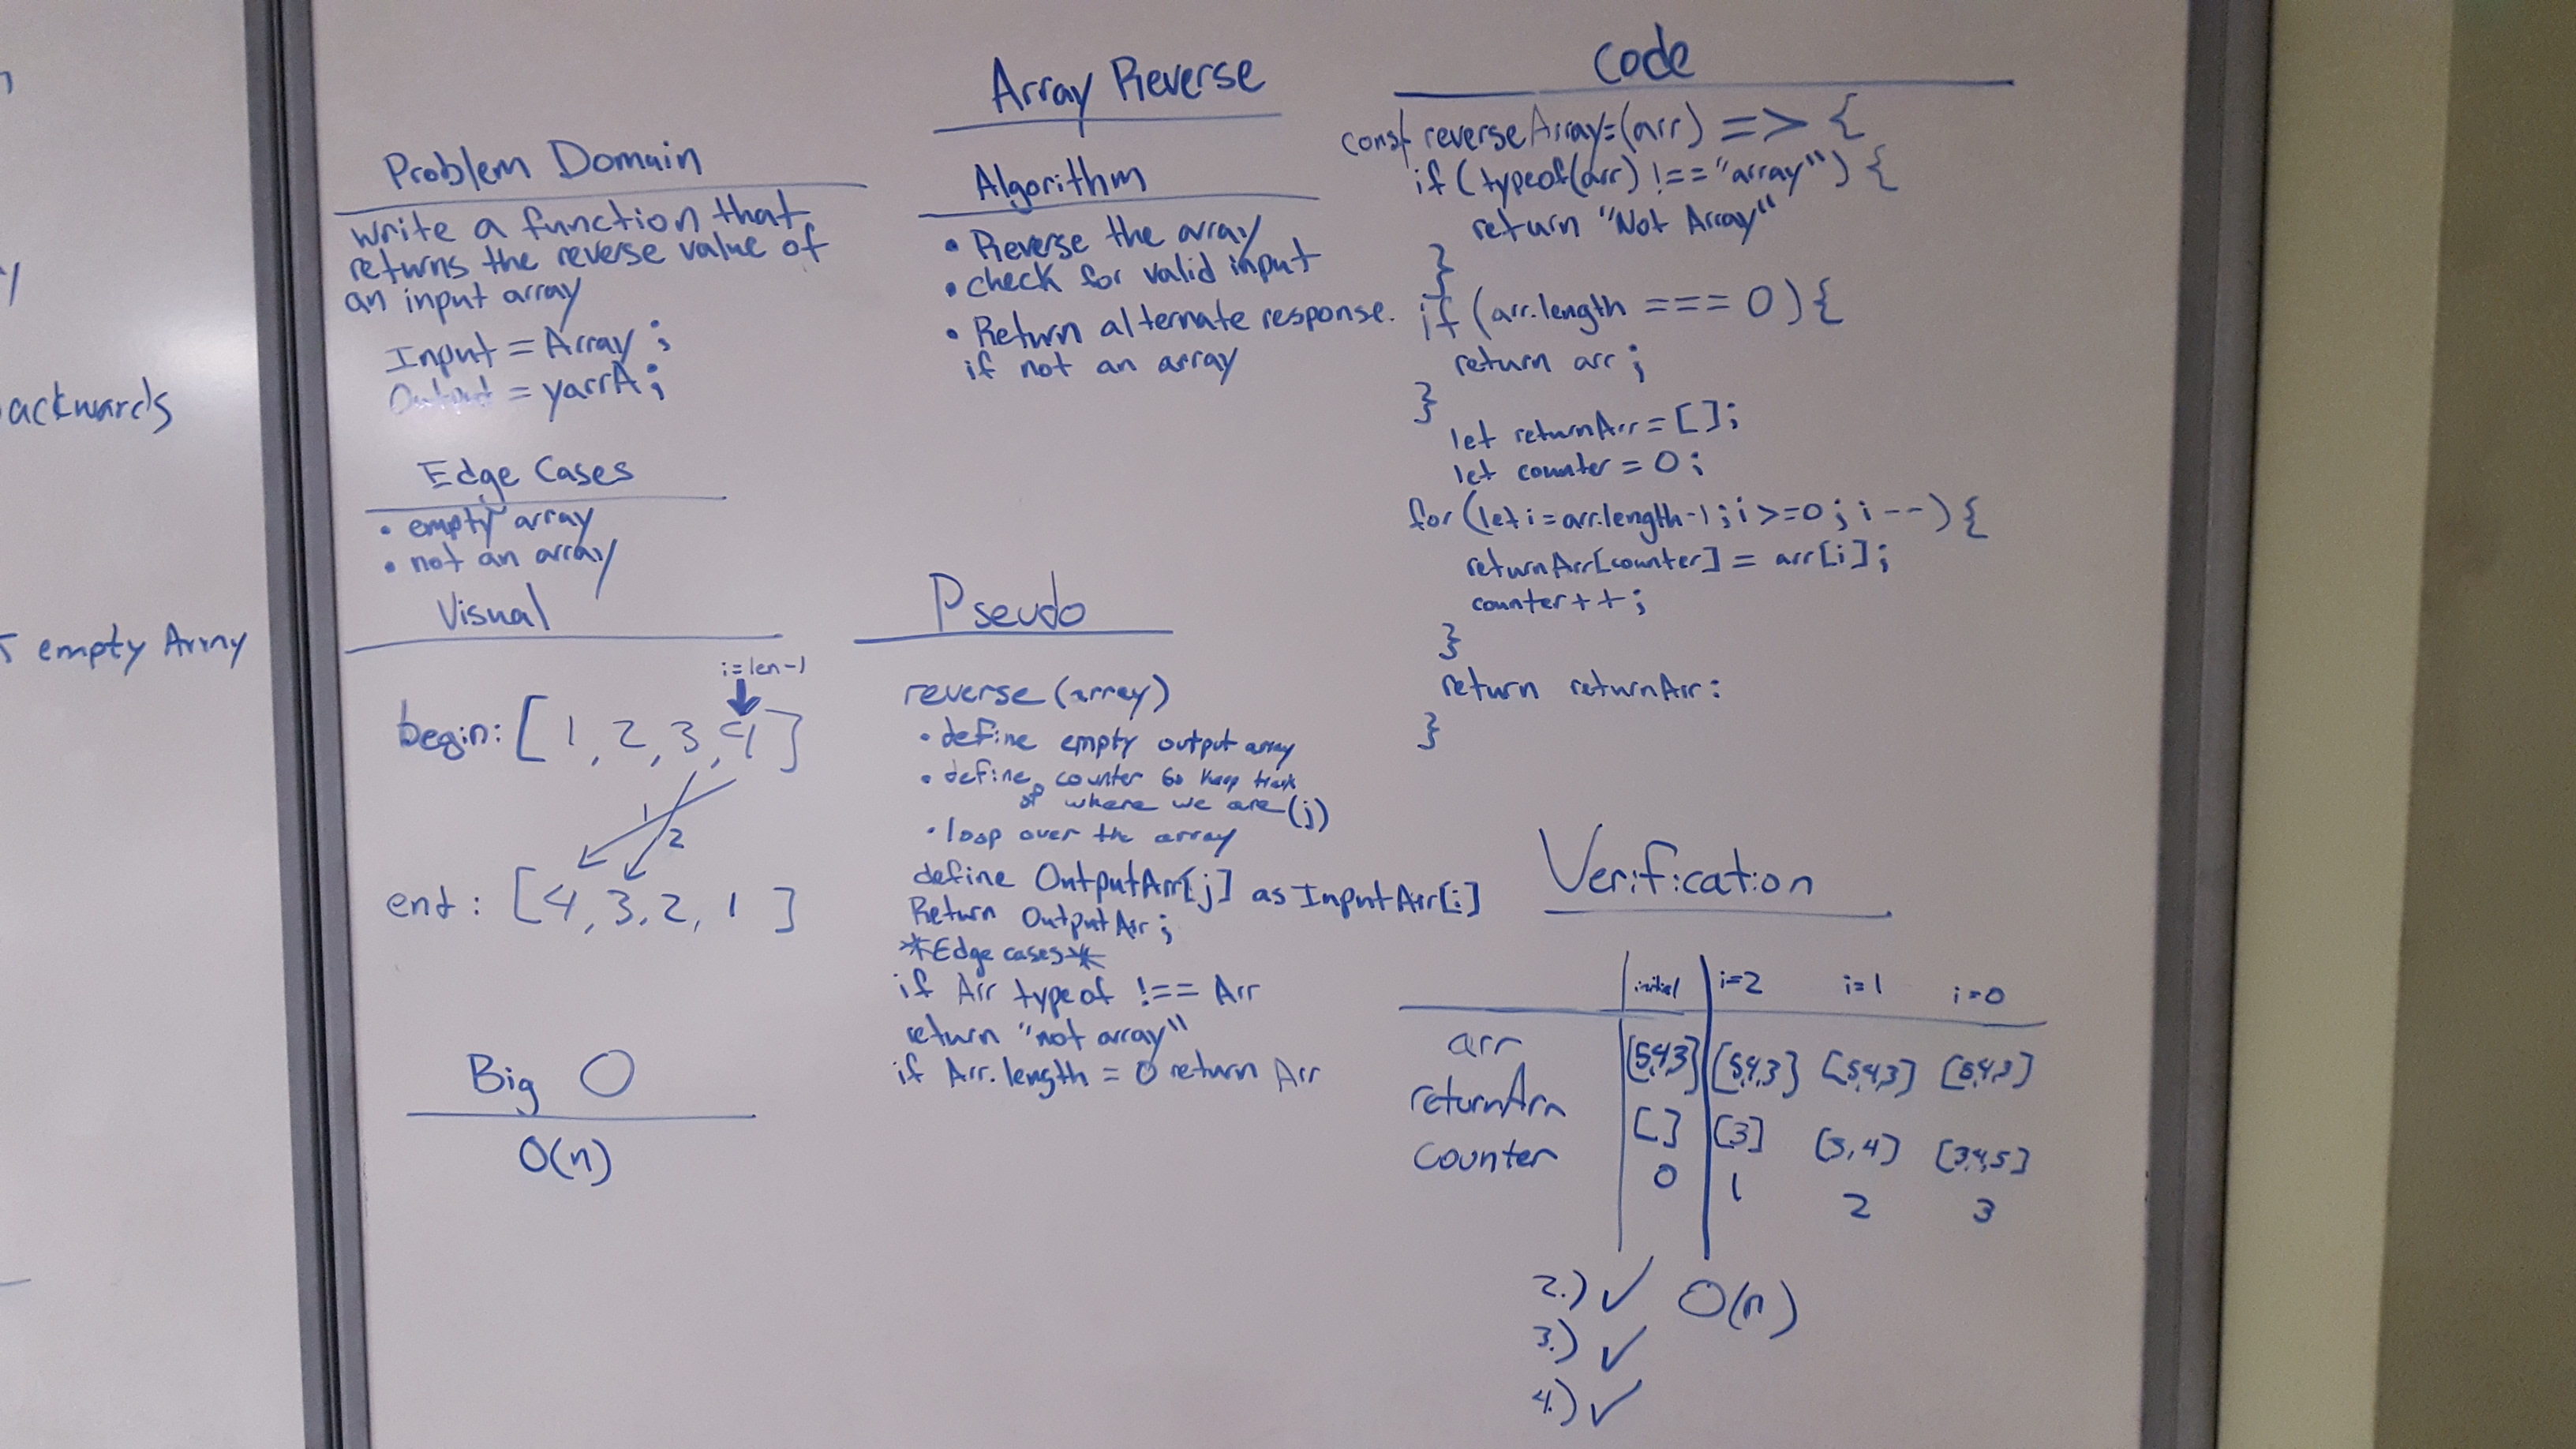 ackwards
empty Array
Array Reverse
Problem Domain
write a function that
returns the reverse value of
an input array
Input = Array ;
Output = yarrA ;
Edge Cases
• empty array
• not an array
Visual
i=len-1
begin: [ 1, 2, 3, 4 ]
1
2
end : [ 4, 3, 2, 1 ]
Big O
O(n)
Algorithm
• Reverse the array
• check for valid input
• Return alternate response.
if not an array
Pseudo
reverse (array)
• define empty output array
• define counter to keep track
of where we are (j)
• loop over the array
define OutputArr[j] as InputArr[i]
Return OutputArr ;
*Edge cases*
if Arr typeof !== Arr
return "not array"
if Arr.length = 0 return Arr
Code
const reverseArray=(arr) => {
if (typeof(arr) !== "array") {
return "Not Array"
}
if (arr.length === 0) {
return arr ;
}
let returnArr = [];
let counter = 0 ;
for (let i = arr.length-1 ; i >=0 ; i --) {
returnArr[counter] = arr[i];
counter++ ;
}
return returnArr :
}
Verification
initial i=2 i=1 i=0
arr [5,4,3] [5,4,3] [5,4,3] [5,4,3]
returnArr [ ] [3] [3,4] [3,4,5]
counter 0 1 2 3
2.) ✓ O(n)
3.) ✓
4.) ✓